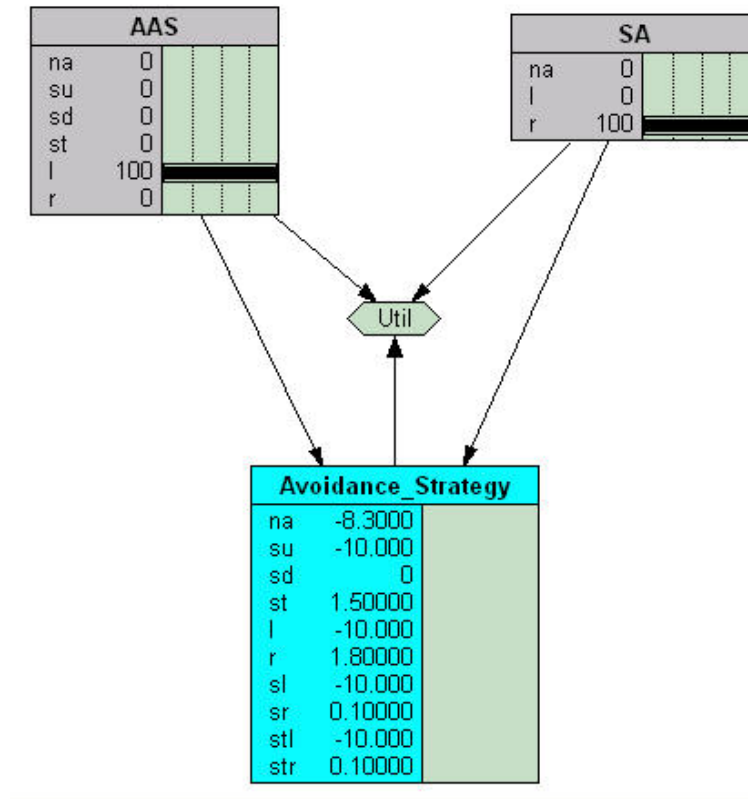 AAS
na 0
su 0
sd 0
st 0
l 100
r 0
SA
na 0
l 0
r 100
Util
Avoidance_Strategy
na -8.3000
su -10.000
sd 0
st 1.50000
l -10.000
r 1.80000
sl -10.000
sr 0.10000
stl -10.000
str 0.10000